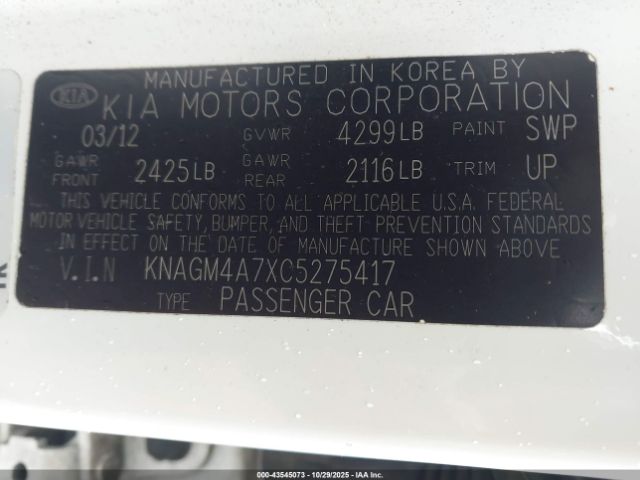 MANUFACTURED IN KOREA BY
KIA KIA MOTORS CORPORATION
03/12 GVWR 4299LB PAINT SWP
GAWR FRONT 2425LB GAWR REAR 2116LB TRIM UP
THIS VEHICLE CONFORMS TO ALL APPLICABLE U.S.A. FEDERAL
MOTOR VEHICLE SAFETY, BUMPER, AND THEFT PREVENTION STANDARDS
IN EFFECT ON THE DATE OF MANUFACTURE SHOWN ABOVE
V.I.N KNAGM4A7XC5275417
TYPE PASSENGER CAR
R
© - 43545073 - 10/29/2025 - IAA Inc.